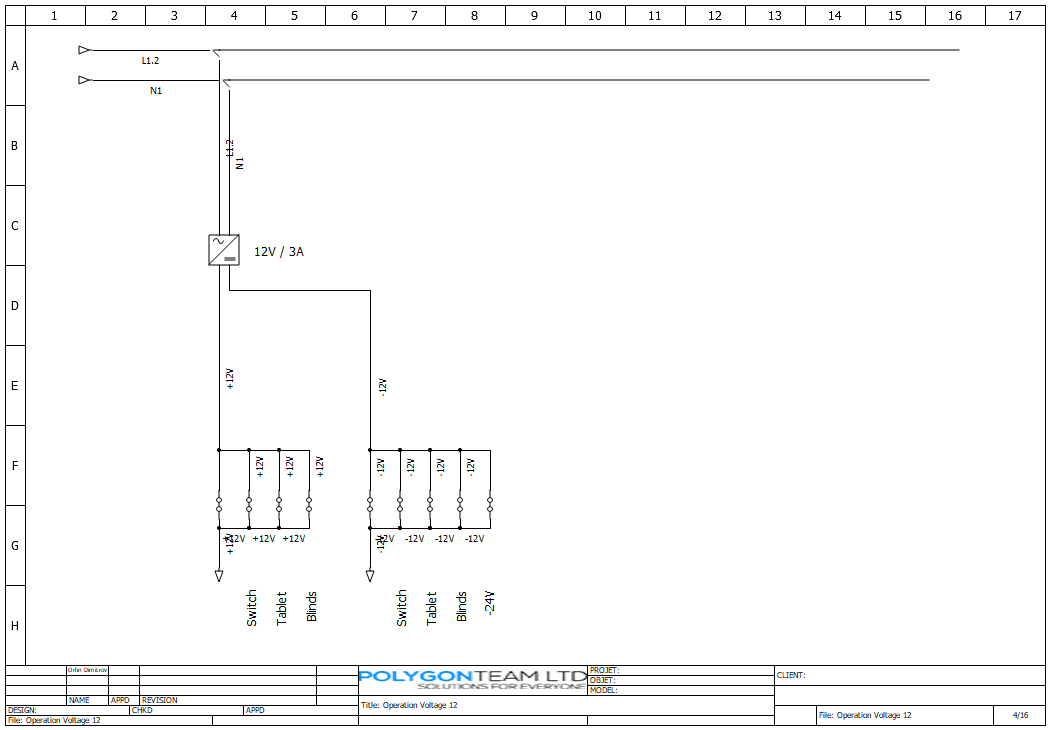 1 2 3 4 5 6 7 8 9 10 11 12 13 14 15 16 17
A
L1.2
N1
B
L1.2
N1
C
12V / 3A
D
E
+12V
-12V
F
+12V +12V +12V
-12V -12V -12V -12V
G
+12V +12V +12V
+12V
-12V -12V -12V -12V
-12V
H
Switch Tablet Blinds
Switch Tablet Blinds -24V
Orlin Dimitrov
NAME APPD REVISION
DESIGN: CHKD APPD
File: Operation Voltage 12
POLYGONTEAM LTD
SOLUTIONS FOR EVERYONE
Title: Operation Voltage 12
PROJET:
OBJET:
MODEL:
CLIENT:
File: Operation Voltage 12
4/16